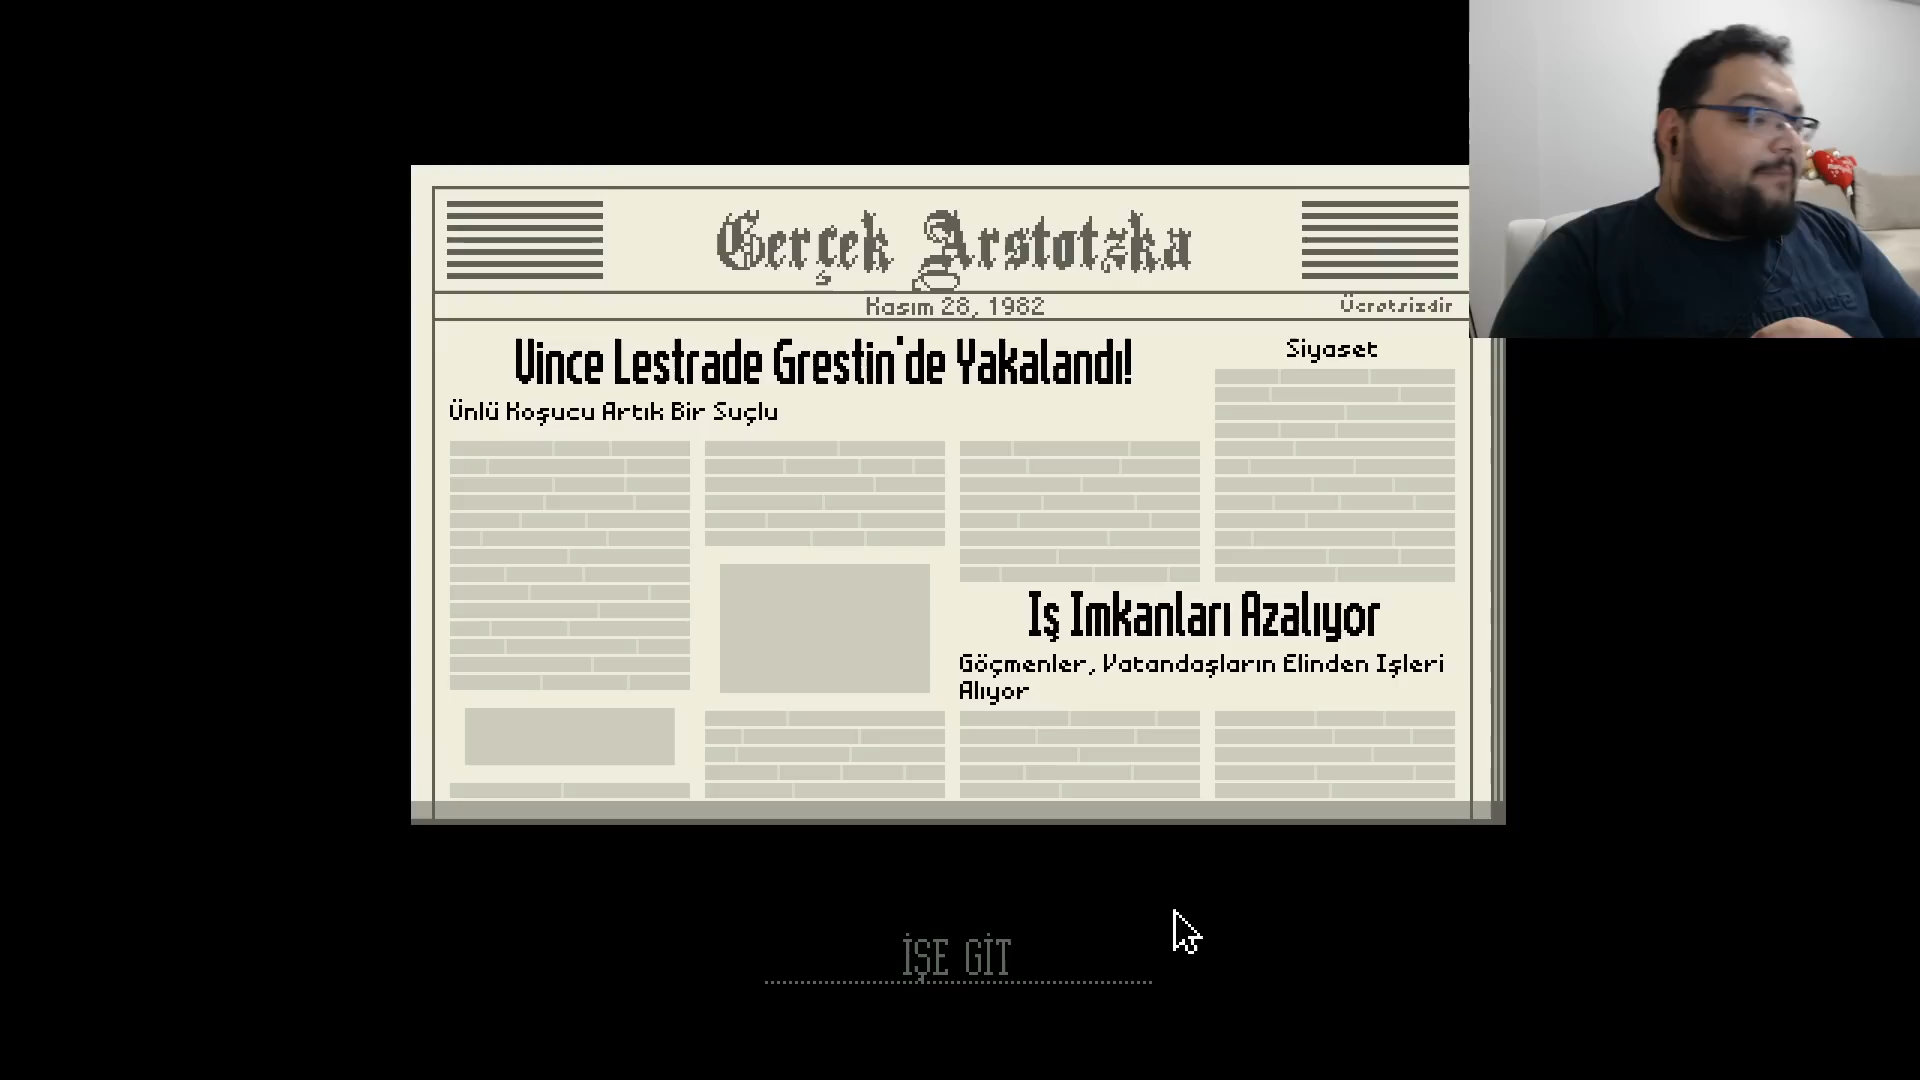 Gerçek Arstotzka
Kasım 28, 1982
Ücretsizdir
Vince Lestrade Grestin'de Yakalandı!
Ünlü Koşucu Artık Bir Suçlu
Siyaset
Iş Imkanları Azalıyor
Göçmenler, Vatandaşların Elinden Işleri
Alıyor
İŞE GİT